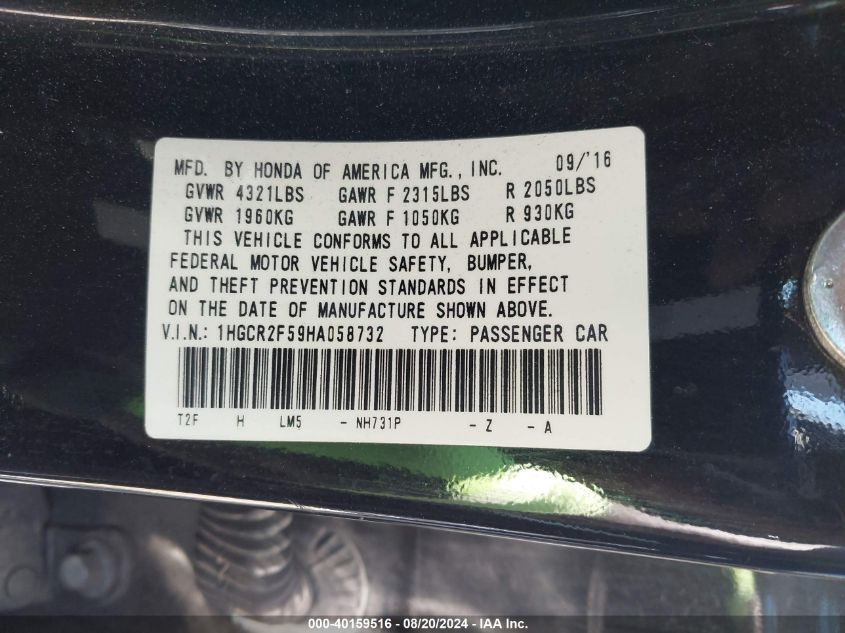 MFD. BY HONDA OF AMERICA MFG., INC. 09/'16
GVWR 4321LBS GAWR F 2315LBS R 2050LBS
GVWR 1960KG GAWR F 1050KG R 930KG
THIS VEHICLE CONFORMS TO ALL APPLICABLE
FEDERAL MOTOR VEHICLE SAFETY, BUMPER,
AND THEFT PREVENTION STANDARDS IN EFFECT
ON THE DATE OF MANUFACTURE SHOWN ABOVE.
V.I.N.: 1HGCR2F59HA058732 TYPE: PASSENGER CAR
T2F H LM5 - NH731P - Z - A
000-40159516 - 08/20/2024 - IAA Inc.